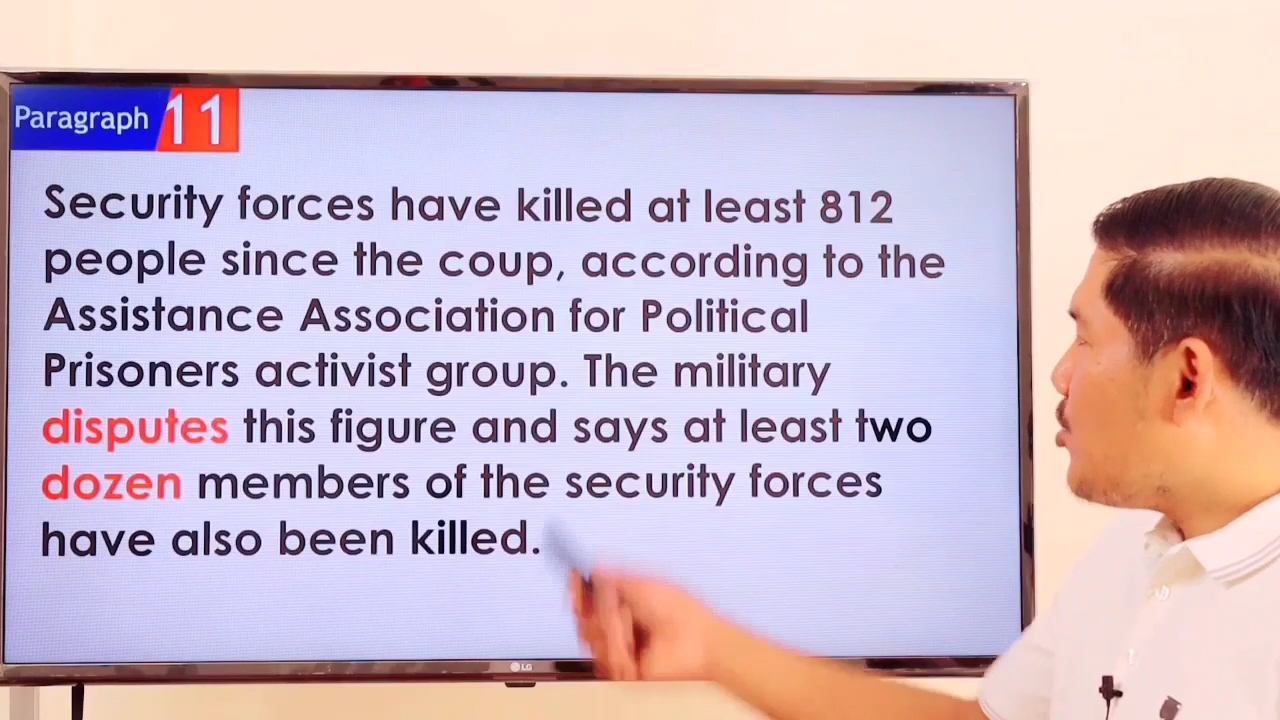 Paragraph 11
Security forces have killed at least 812
people since the coup, according to the
Assistance Association for Political
Prisoners activist group. The military
disputes this figure and says at least two
dozen members of the security forces
have also been killed.
LG